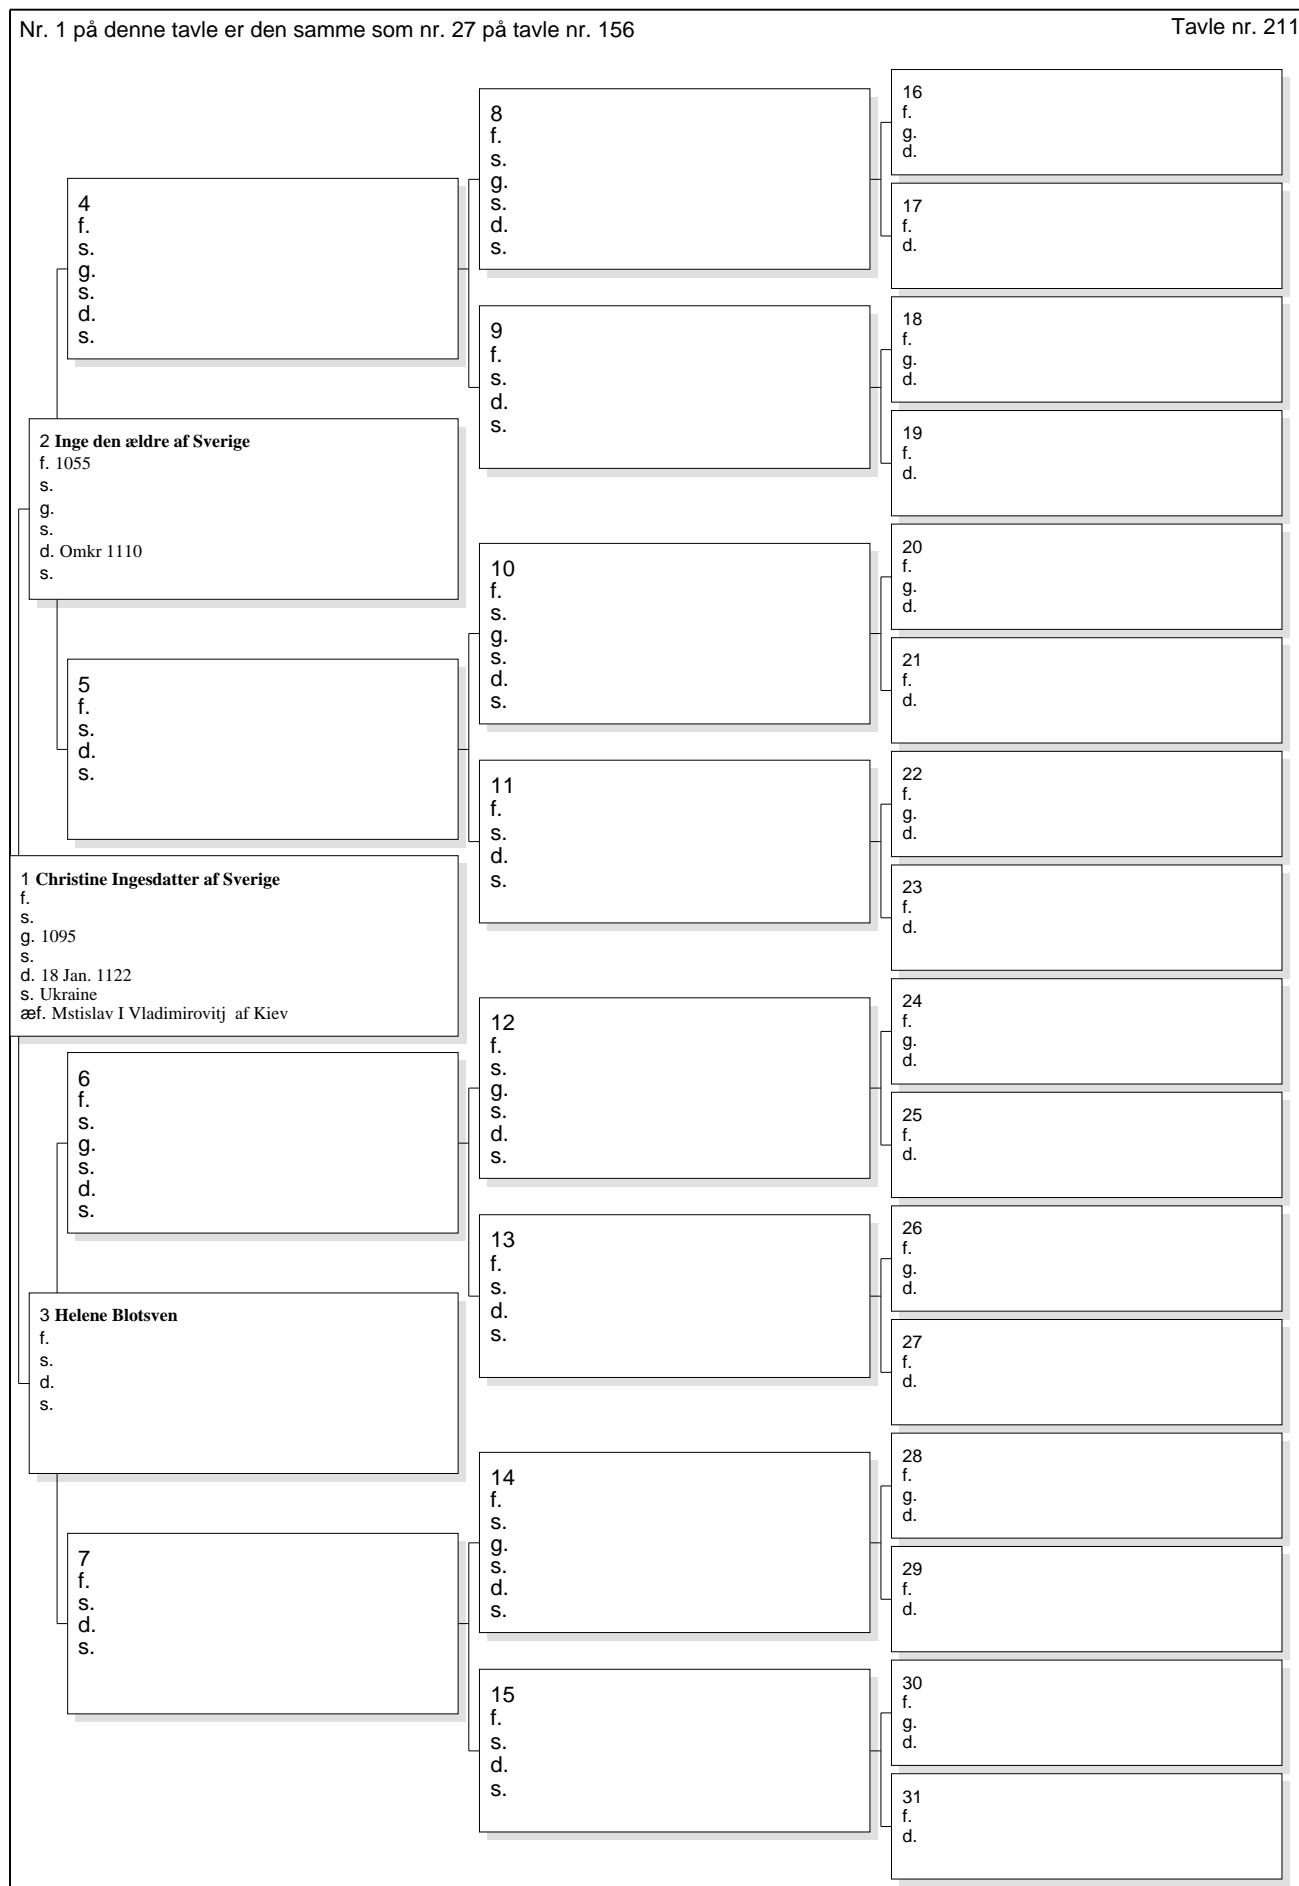 Nr. 1 på denne tavle er den samme som nr. 27 på tavle nr. 156
Tavle nr. 211
4
f.
s.
g.
s.
d.
s.
2 Inge den ældre af Sverige
f. 1055
s.
g.
s.
d. Omkr 1110
s.
5
f.
s.
d.
s.
1 Christine Ingesdatter af Sverige
f.
s.
g. 1095
s.
d. 18 Jan. 1122
s. Ukraine
æf. Mstislav I Vladimirovitj af Kiev
6
f.
s.
g.
s.
d.
s.
3 Helene Blotsven
f.
s.
d.
s.
7
f.
s.
d.
s.
8
f.
s.
g.
s.
d.
s.
9
f.
s.
d.
s.
10
f.
s.
g.
s.
d.
s.
11
f.
s.
d.
s.
12
f.
s.
g.
s.
d.
s.
13
f.
s.
d.
s.
14
f.
s.
g.
s.
d.
s.
15
f.
s.
d.
s.
16
f.
g.
d.
17
f.
d.
18
f.
g.
d.
19
f.
d.
20
f.
g.
d.
21
f.
d.
22
f.
g.
d.
23
f.
d.
24
f.
g.
d.
25
f.
d.
26
f.
g.
d.
27
f.
d.
28
f.
g.
d.
29
f.
d.
30
f.
g.
d.
31
f.
d.